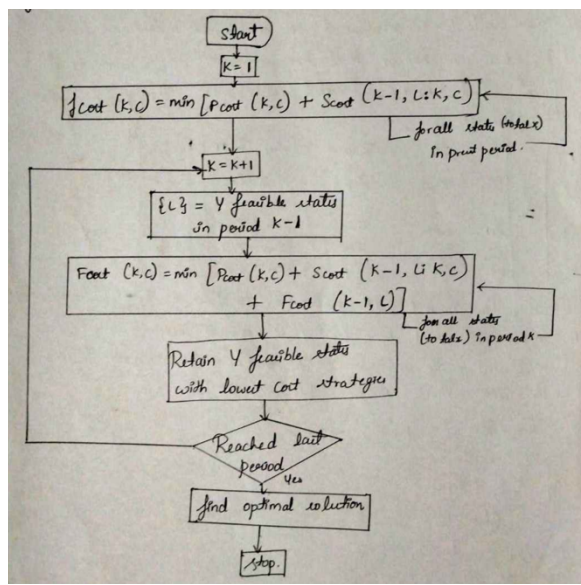 start
K = 1
fcost (K,C) = min [Pcost (K,C) + Scost (K-1, L:K,C)
for all states (total x)
in period.
K = K+1
{L} = Y feasible states
in period K-1
Fcost (K,C) = min [Pcost (K,C) + Scost (K-1, L: K,C)
+ Fcost (K-1, L)]
for all states
(total x) in period K
Retain Y feasible states
with lowest cost strategies
Reached last
period
Yes
find optimal solution
stop.